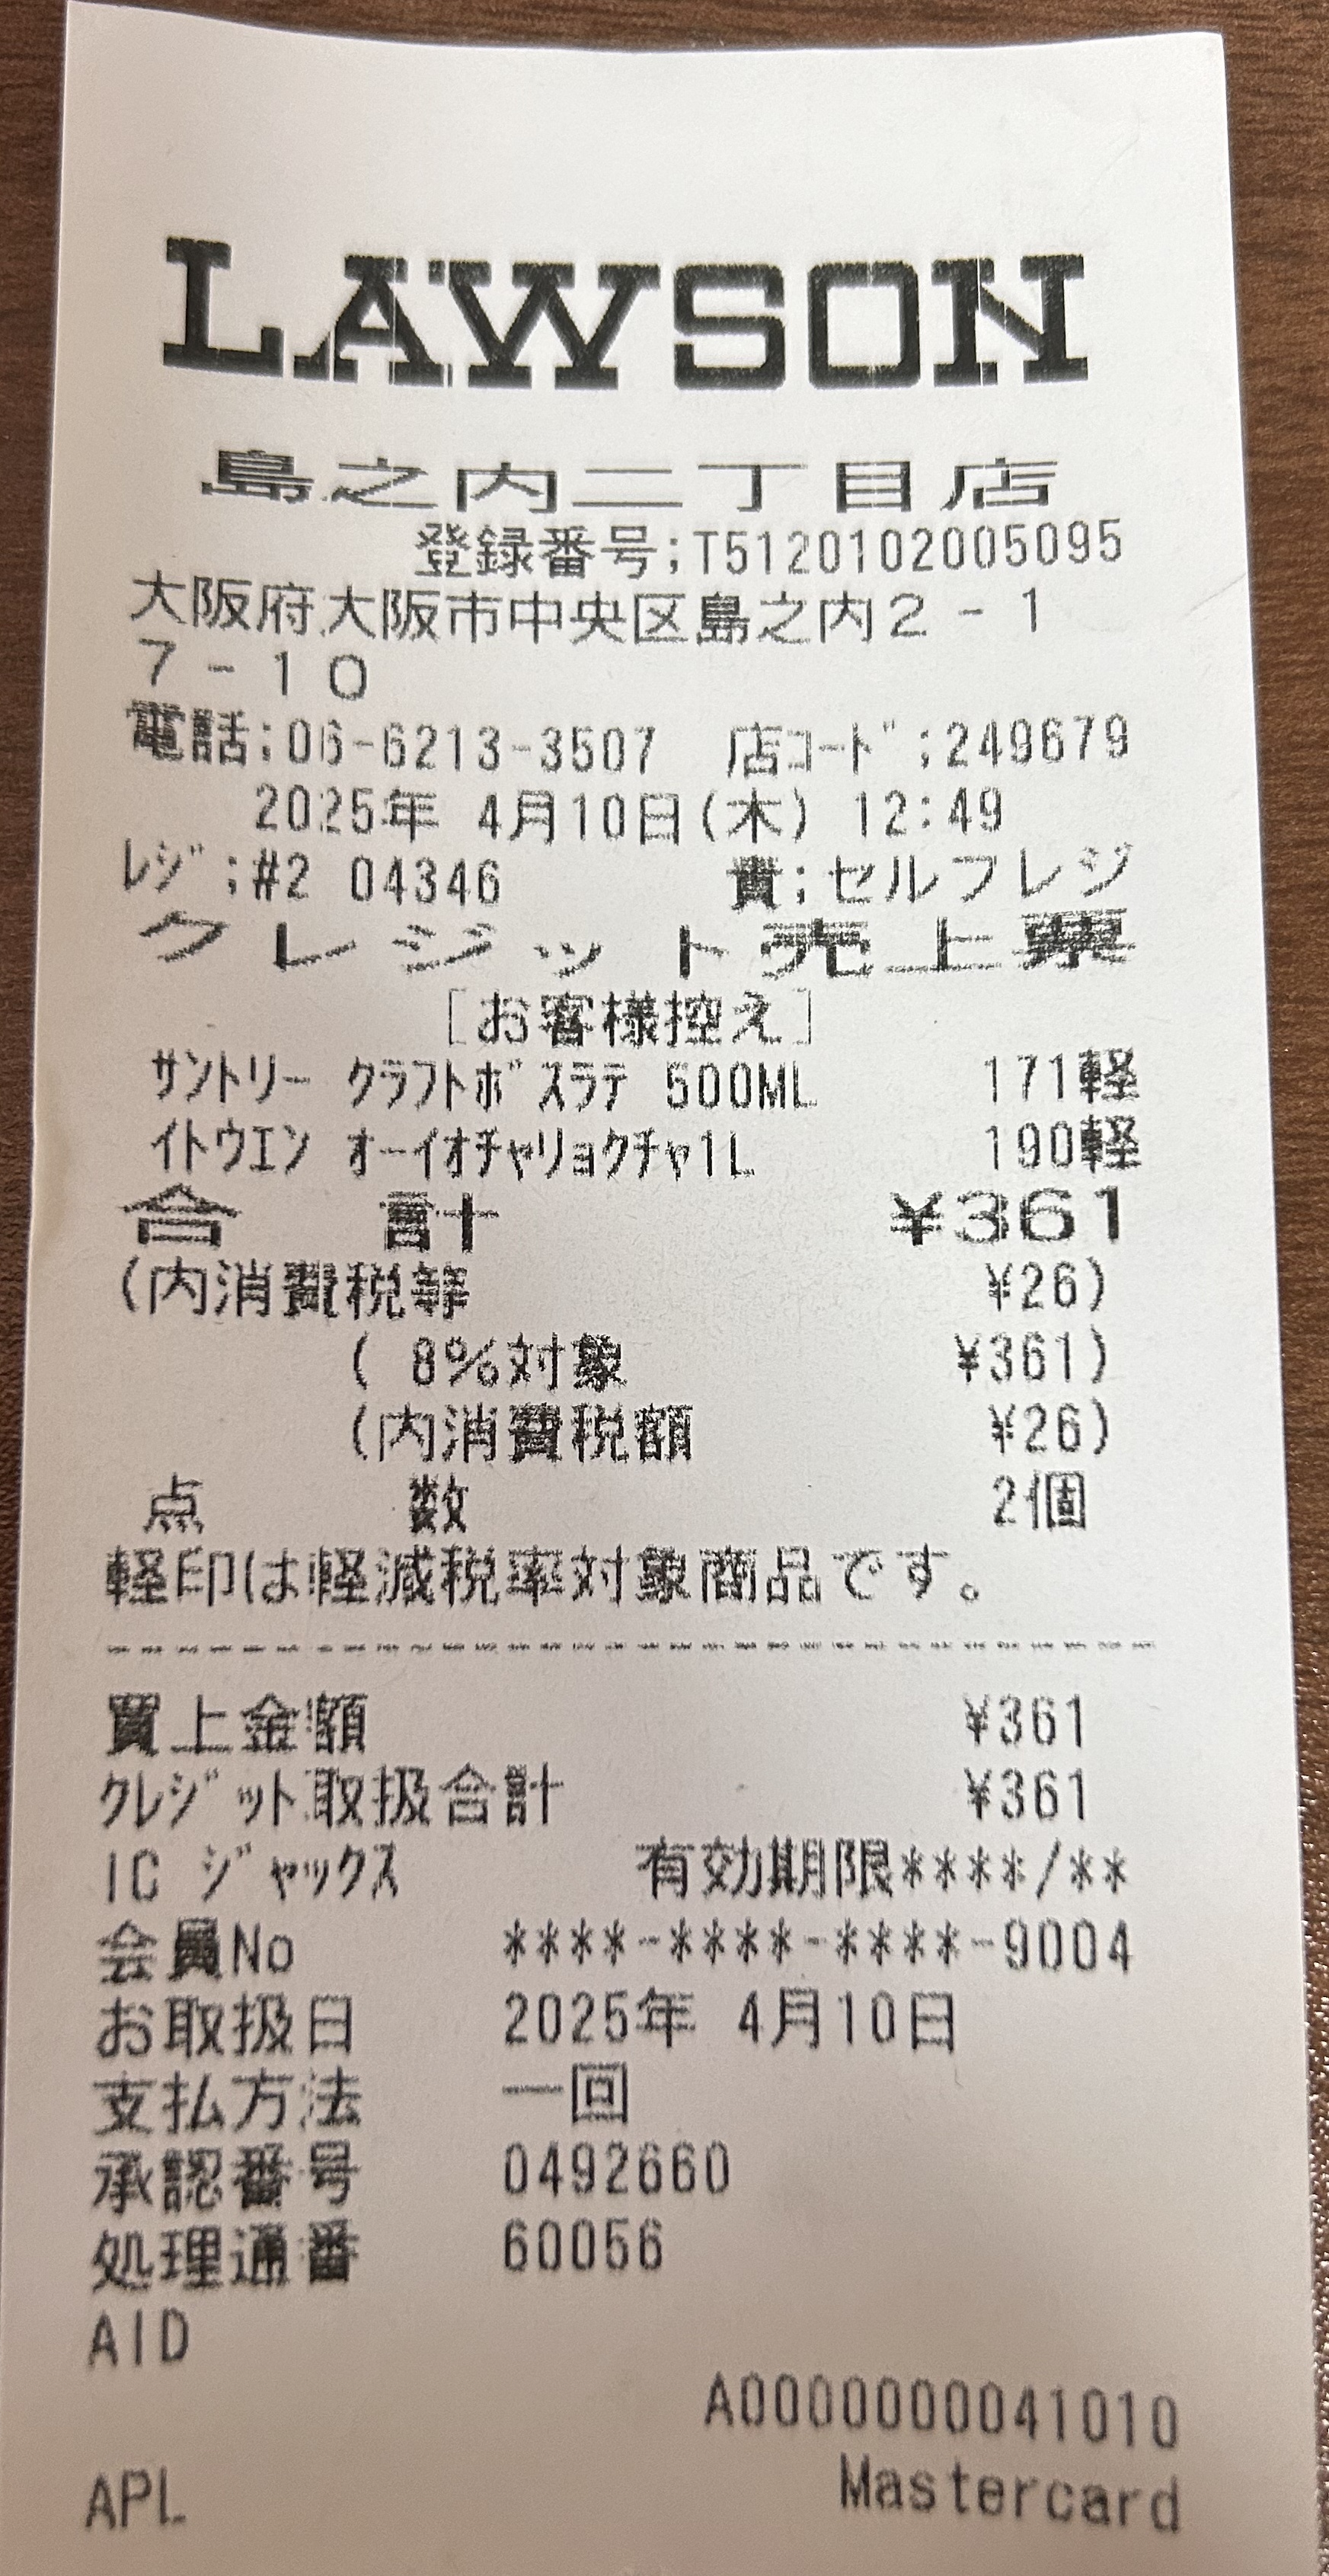 LAWSON
島之内二丁目店
登録番号;T5120102005095
大阪府大阪市中央区島之内2-1
7-10
電話;06-6213-3507 店コード;249679
2025年 4月10日(木) 12:49
レジ;#2 04346 責;セルフレジ
クレジット売上票
[お客様控え]
サントリー クラフトボスラテ 500ML 171軽
イトウエン オーイオチャリョクチャ1L 190軽
合 計 ¥361
(内消費税等 ¥26)
( 8%対象 ¥361)
(内消費税額 ¥26)
点 数 2個
軽印は軽減税率対象商品です。
買上金額 ¥361
クレジット取扱合計 ¥361
IC ジャックス 有効期限****/**
会員No ****-****-****-9004
お取扱日 2025年 4月10日
支払方法 一回
承認番号 0492660
処理通番 60056
AID
A0000000041010
APL Mastercard